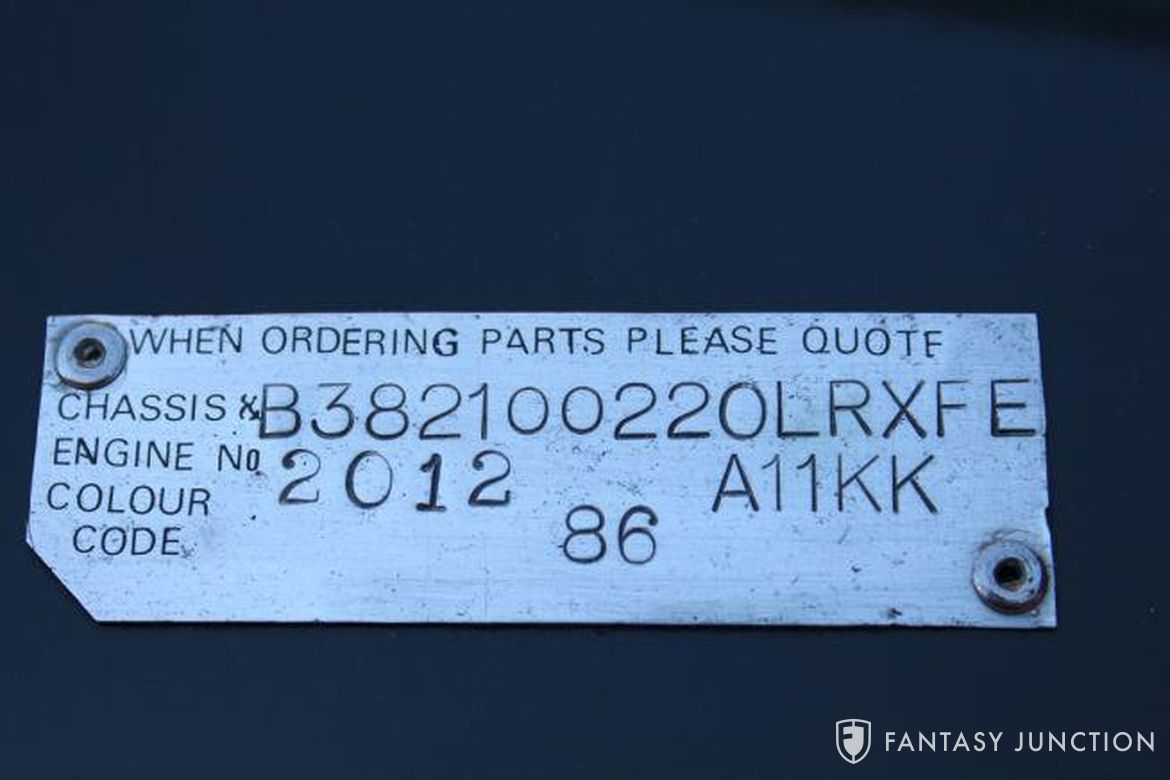 WHEN ORDERING PARTS PLEASE QUOTE
CHASSIS & B382100220LRXFE
ENGINE No 2012 A11KK
COLOUR
CODE 86
FANTASY JUNCTION